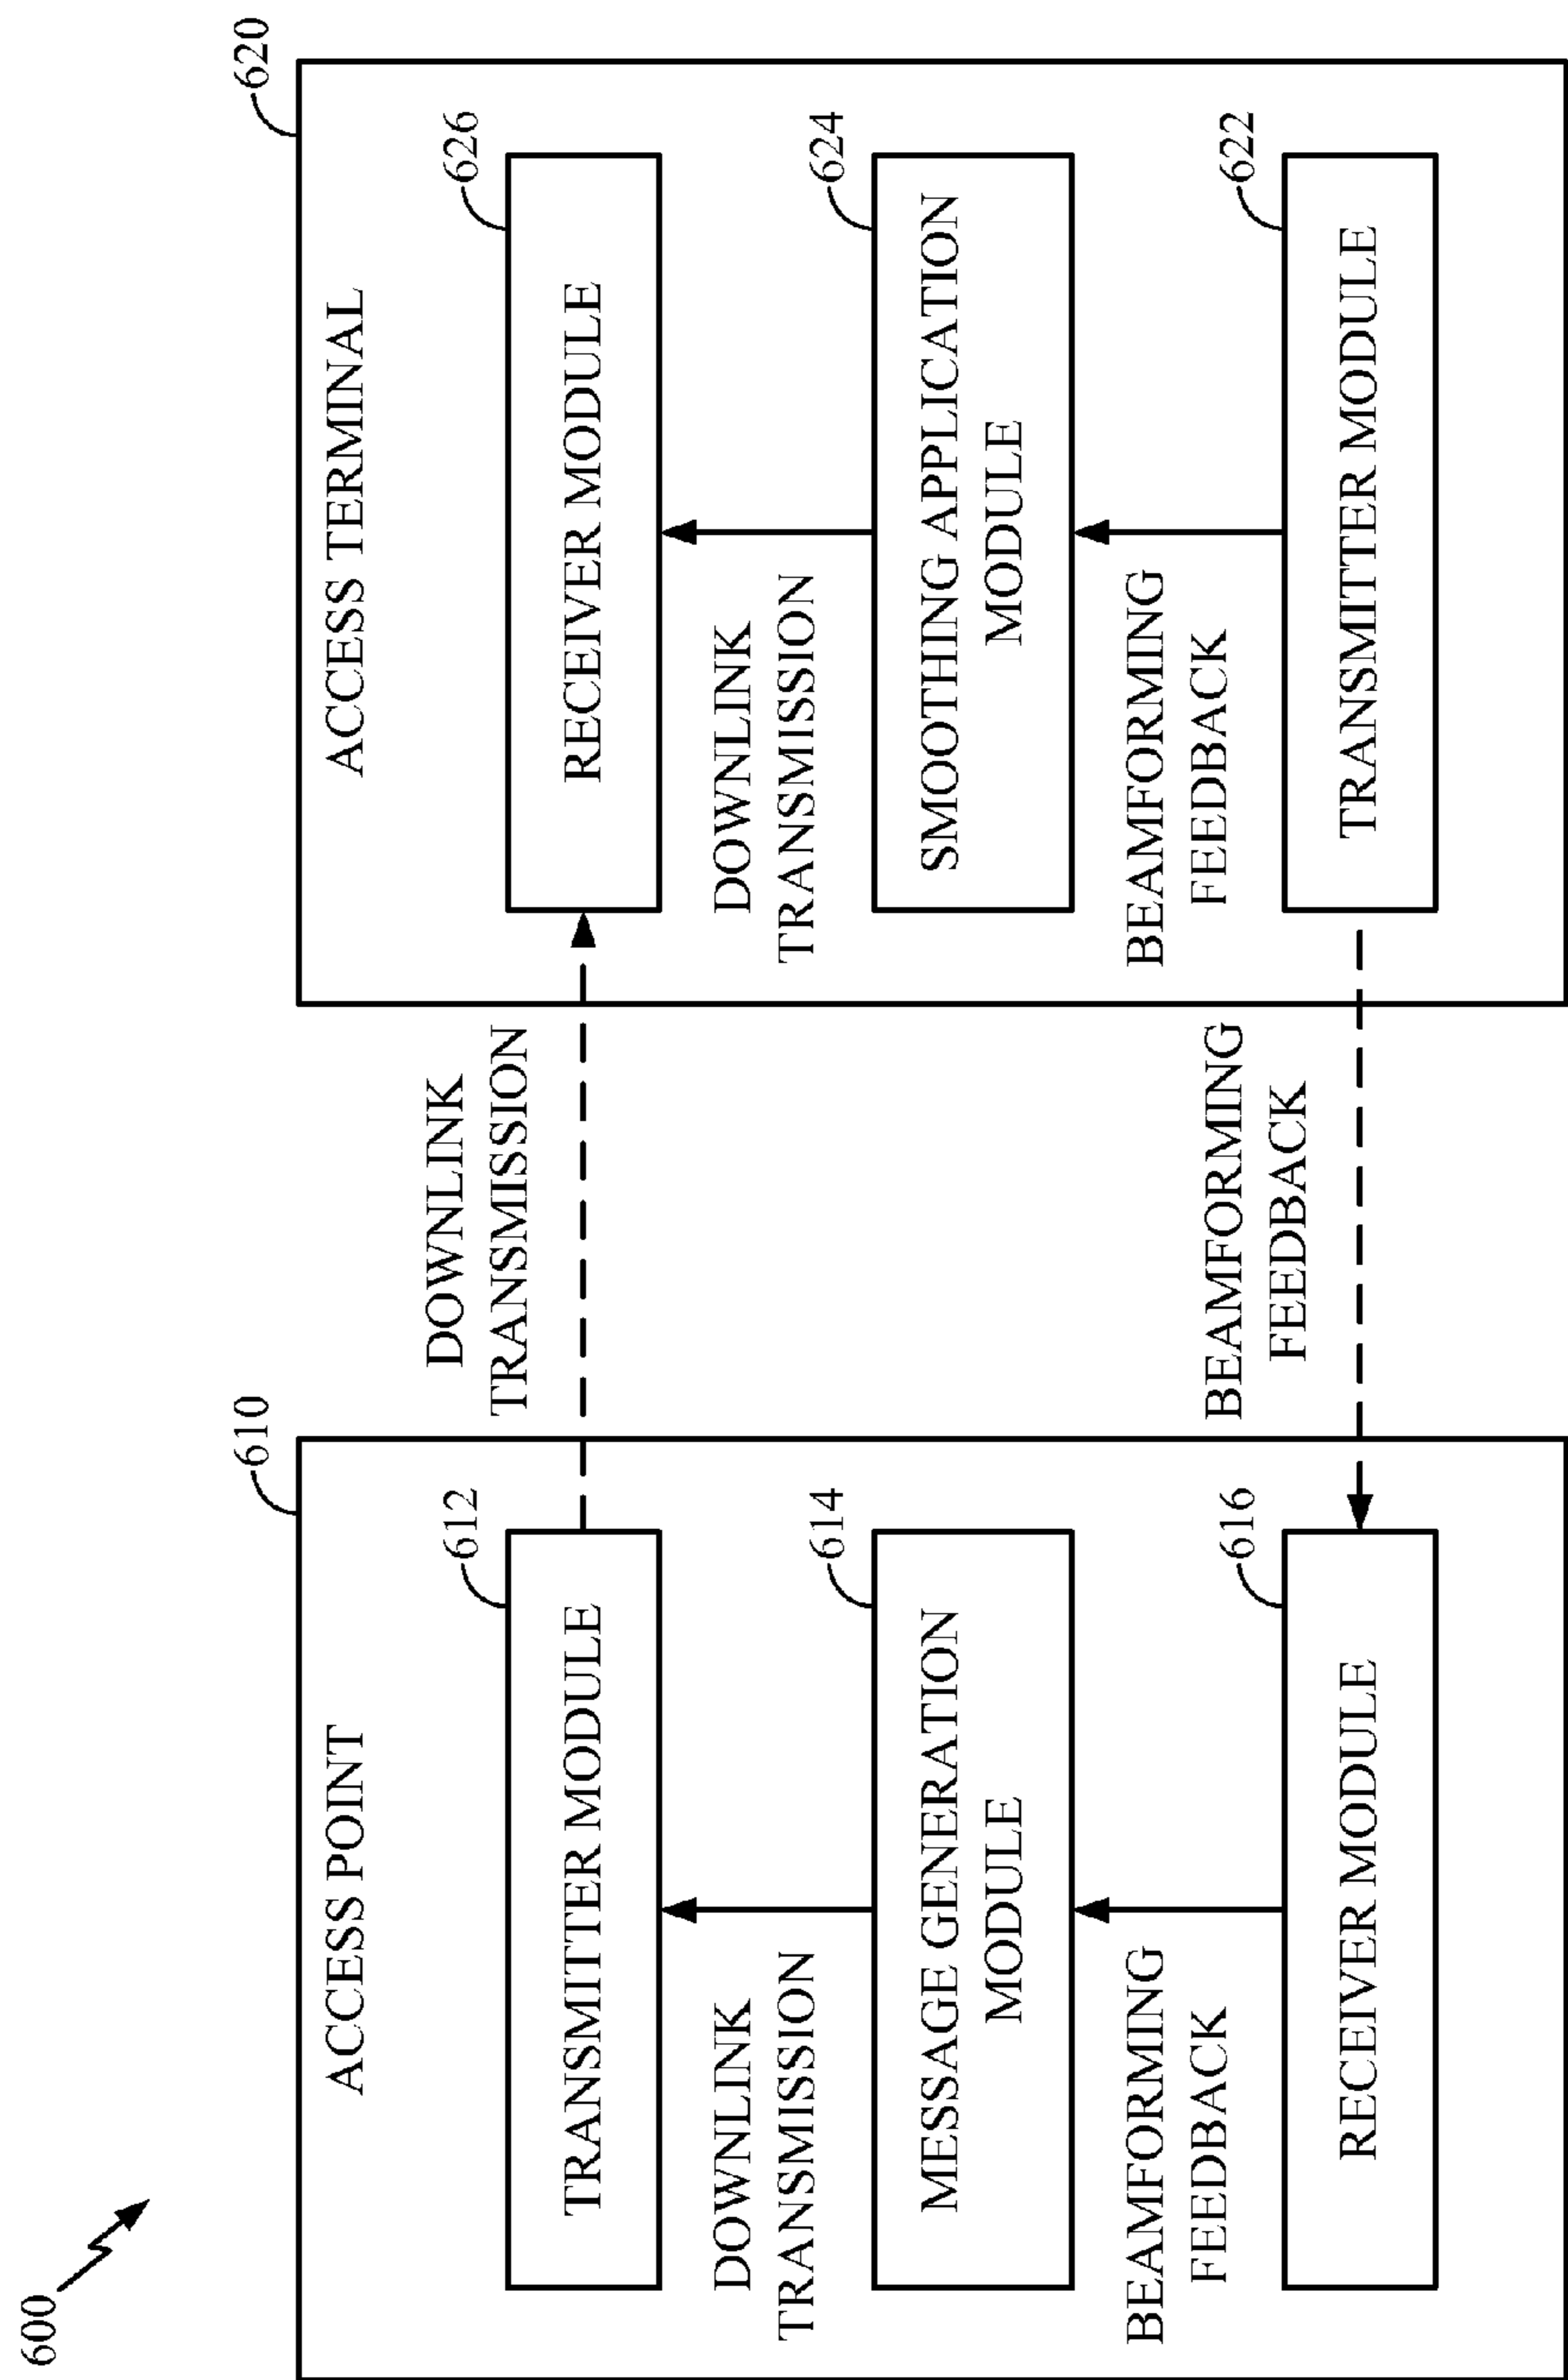 600
610
ACCESS POINT
612
TRANSMITTER MODULE
DOWNLINK
TRANSMISSION
614
MESSAGE GENERATION
MODULE
BEAMFORMING
FEEDBACK
616
RECEIVER MODULE
DOWNLINK
TRANSMISSION
BEAMFORMING
FEEDBACK
620
ACCESS TERMINAL
626
RECEIVER MODULE
DOWNLINK
TRANSMISSION
624
SMOOTHING APPLICATION
MODULE
BEAMFORMING
FEEDBACK
622
TRANSMITTER MODULE